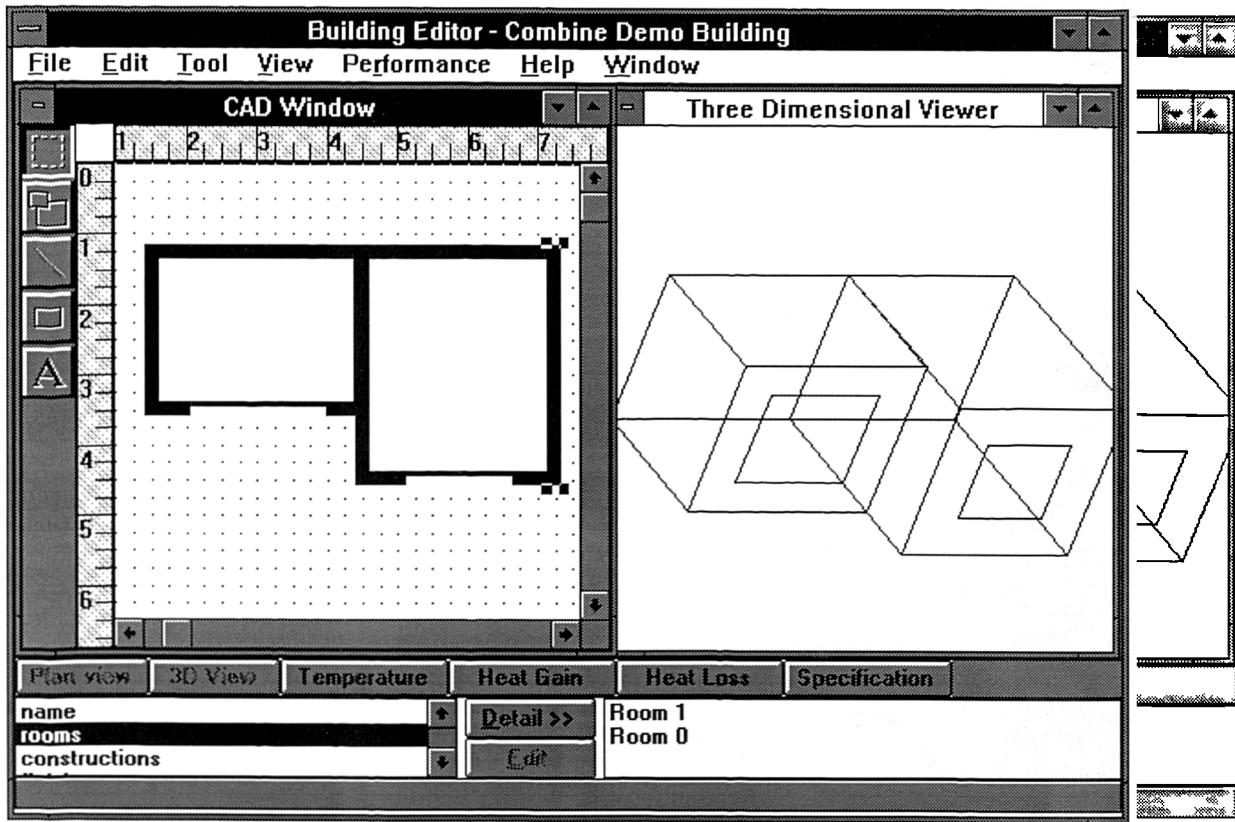 Building Editor - Combine Demo Building
File Edit Tool View Performance Help Window
CAD Window
Three Dimensional Viewer
1 2 3 4 5 6 7
0
1
2
3
4
5
6
A
Plan view 3D View Temperature Heat Gain Heat Loss Specification
name
rooms
constructions
Detail >>
Edit
Room 1
Room 0